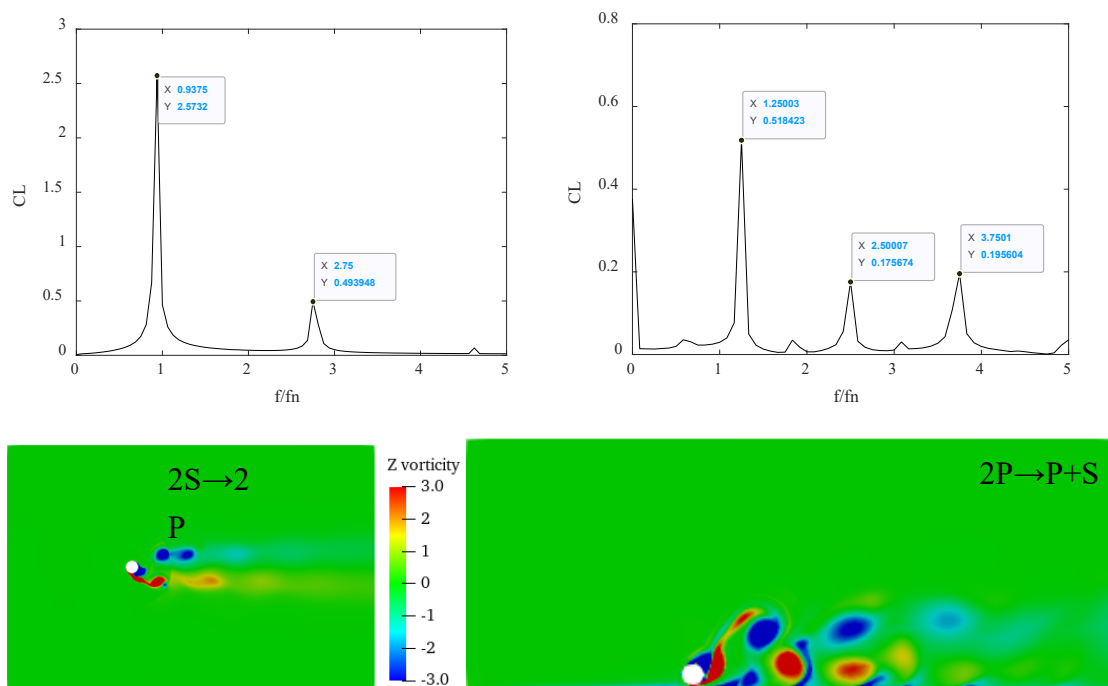 3
2.5
2
1.5
1
0.5
0
CL
X 0.9375
Y 2.5732
X 2.75
Y 0.493948
0 1 2 3 4 5
f/fn
0.8
0.6
0.4
0.2
0
CL
X 1.25003
Y 0.518423
X 2.50007
Y 0.175674
X 3.7501
Y 0.195604
0 1 2 3 4 5
f/fn
2S→2
P
Z vorticity
3.0
2
1
0
-1
-2
-3.0
2P→P+S